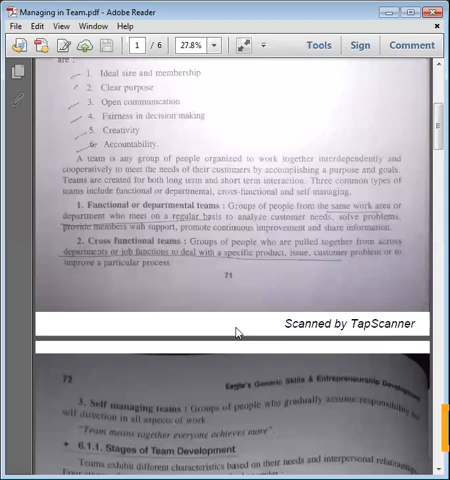 Managing in Team.pdf - Adobe Reader
File Edit View Window Help
1 / 6 27.8% Tools Sign Comment
are :
1. Ideal size and membership
2. Clear purpose
3. Open communication
4. Fairness in decision making
5. Creativity
6. Accountability.
A team is any group of people organized to work together interdependently and
cooperatively to meet the needs of their customers by accomplishing a purpose and goals.
Teams are created for both long term and short term interaction. Three common types of
teams include functional or departmental, cross-functional and self managing.
1. Functional or departmental teams : Groups of people from the same work area or
department who meet on a regular basis to analyze customer needs, solve problems,
provide members with support, promote continuous improvement and share information.
2. Cross functional teams : Groups of people who are pulled together from across
departments or job functions to deal with a specific product, issue, customer problem or to
improve a particular process
71
Scanned by TapScanner
72 Eagle's Generic Skills & Entrepreneurship Development
3. Self managing teams : Groups of people who gradually assume responsibility for
self direction in all aspects of work.
"Team means together everyone achieves more".
6.1.1. Stages of Team Development
Teams exhibit different characteristics based on their needs and interpersonal